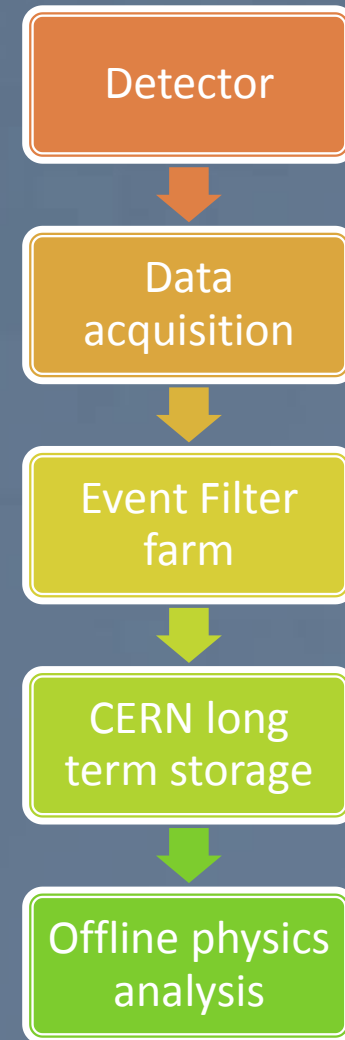 Detector
Data
acquisition
Event Filter
farm
CERN long
term storage
Offline physics
analysis